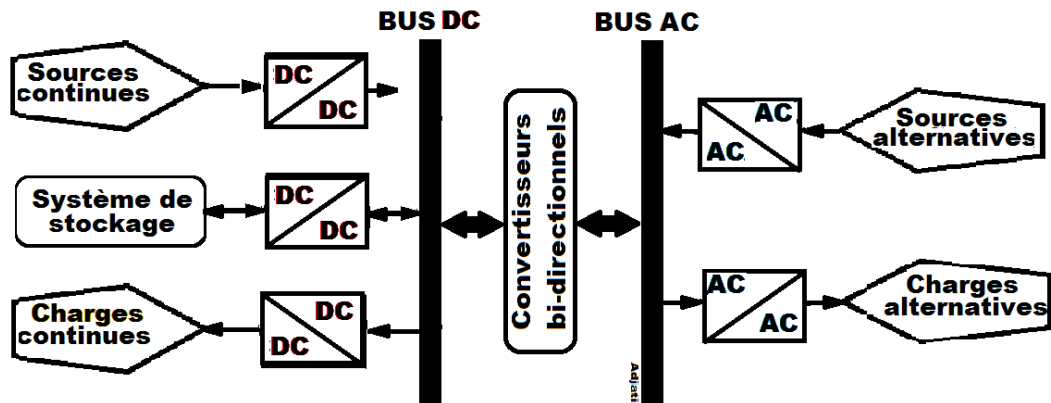 BUS DC
BUS AC
Sources
continues
DC
DC
Système de
stockage
DC
DC
Charges
continues
DC
DC
Convertisseurs
bi-directionnels
AC
AC
Sources
alternatives
AC
AC
Charges
alternatives
Adjati